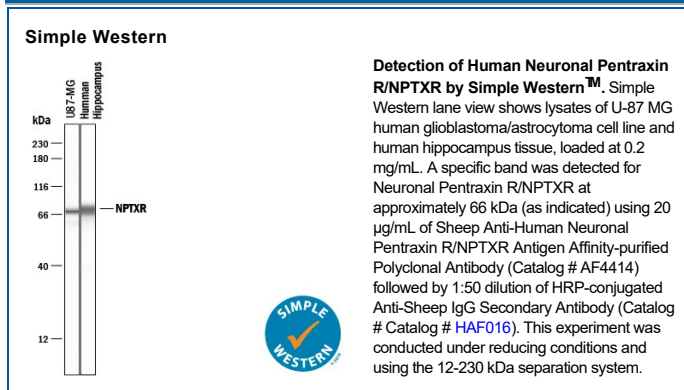 Simple Western
U87-MG
Humman
Hippocampus
kDa
230
180
116
66
40
12
NPTXR
SIMPLE
WESTERN
Detection of Human Neuronal Pentraxin
R/NPTXR by Simple Western™. Simple
Western lane view shows lysates of U-87 MG
human glioblastoma/astrocytoma cell line and
human hippocampus tissue, loaded at 0.2
mg/mL. A specific band was detected for
Neuronal Pentraxin R/NPTXR at
approximately 66 kDa (as indicated) using 20
µg/mL of Sheep Anti-Human Neuronal
Pentraxin R/NPTXR Antigen Affinity-purified
Polyclonal Antibody (Catalog # AF4414)
followed by 1:50 dilution of HRP-conjugated
Anti-Sheep IgG Secondary Antibody (Catalog
# Catalog # HAF016). This experiment was
conducted under reducing conditions and
using the 12-230 kDa separation system.